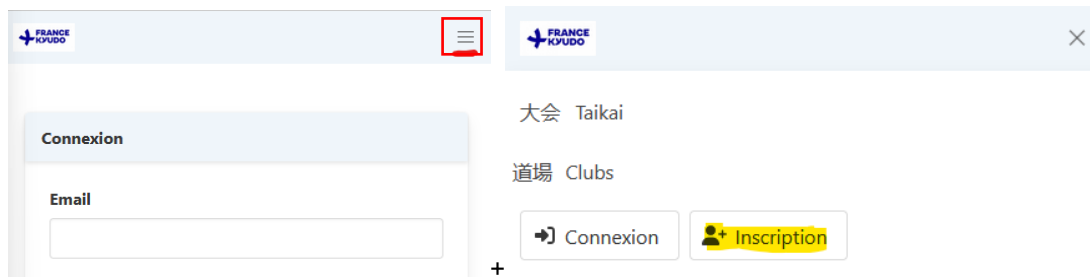 FRANCE
KYUDO
Connexion
Email
+
FRANCE
KYUDO
大会 Taikai
道場 Clubs
Connexion
Inscription